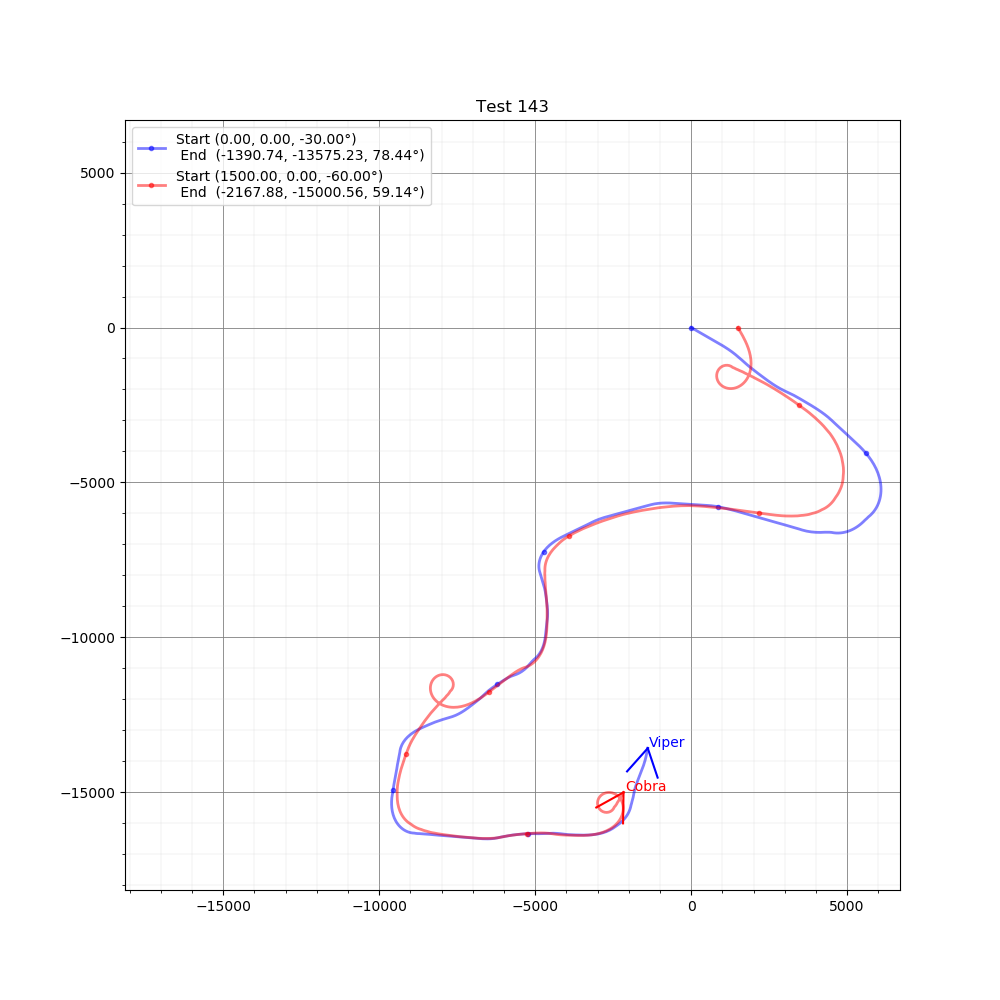 Test 143
Start (0.00, 0.00, -30.00°)
End  (-1390.74, -13575.23, 78.44°)
Start (1500.00, 0.00, -60.00°)
End  (-2167.88, -15000.56, 59.14°)
5000
0
−5000
−10000
−15000
Viper
Cobra
−15000
−10000
−5000
0
5000